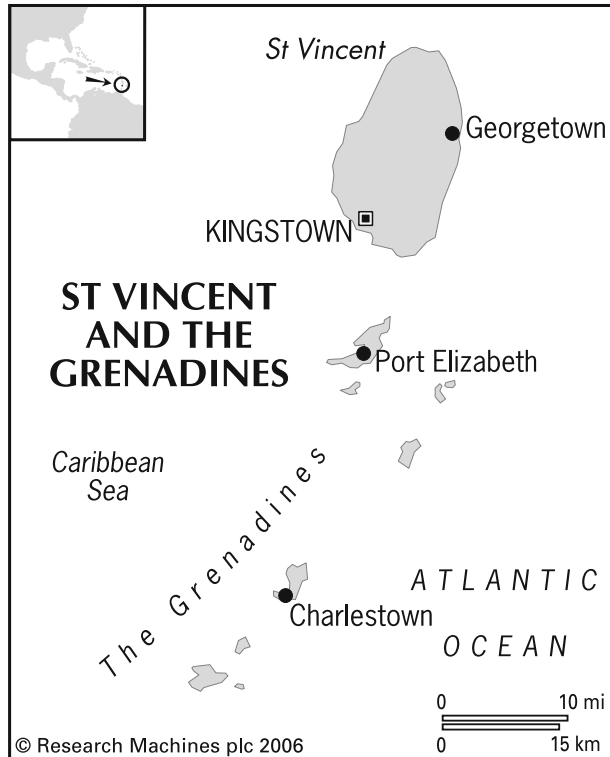 St Vincent
Georgetown
KINGSTOWN
ST VINCENT
AND THE
GRENADINES
Port Elizabeth
Caribbean
Sea
The Grenadines
ATLANTIC
OCEAN
Charlestown
0 10 mi
0 15 km
© Research Machines plc 2006